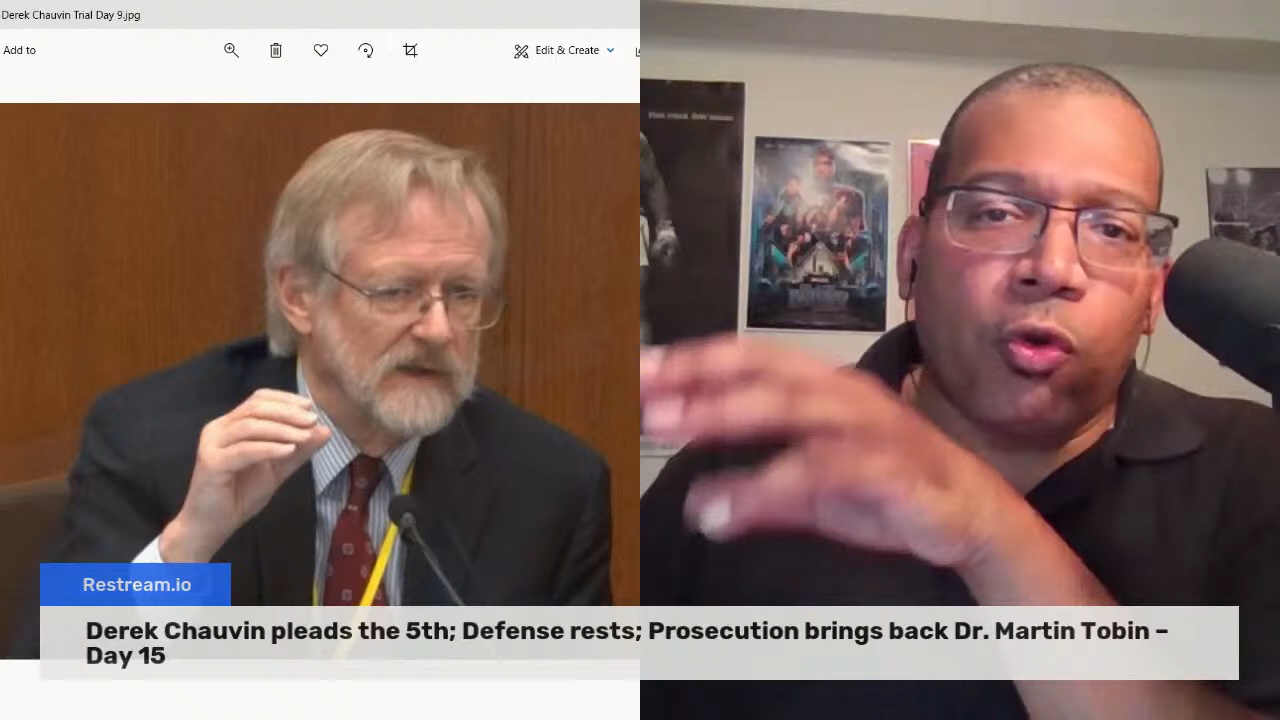 Derek Chauvin Trial Day 9.jpg
Add to
Edit & Create
Restream.io
Derek Chauvin pleads the 5th; Defense rests; Prosecution brings back Dr. Martin Tobin –
Day 15